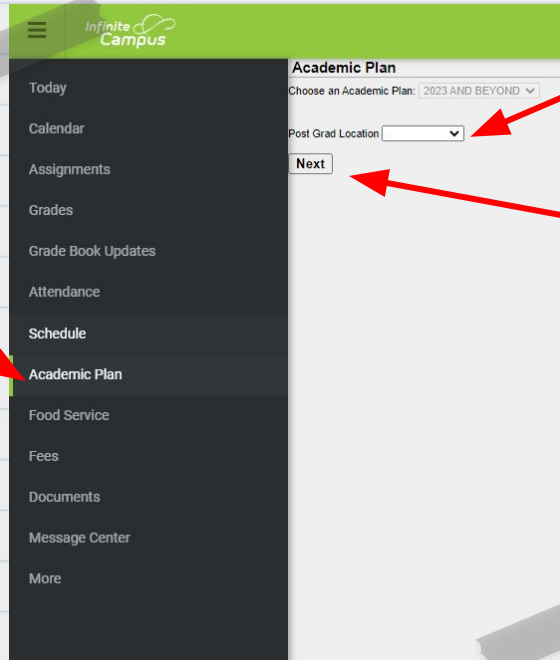 Infinite
Campus
Academic Plan
Choose an Academic Plan: 2023 AND BEYOND
Post Grad Location
Next
Today
Calendar
Assignments
Grades
Grade Book Updates
Attendance
Schedule
Academic Plan
Food Service
Fees
Documents
Message Center
More